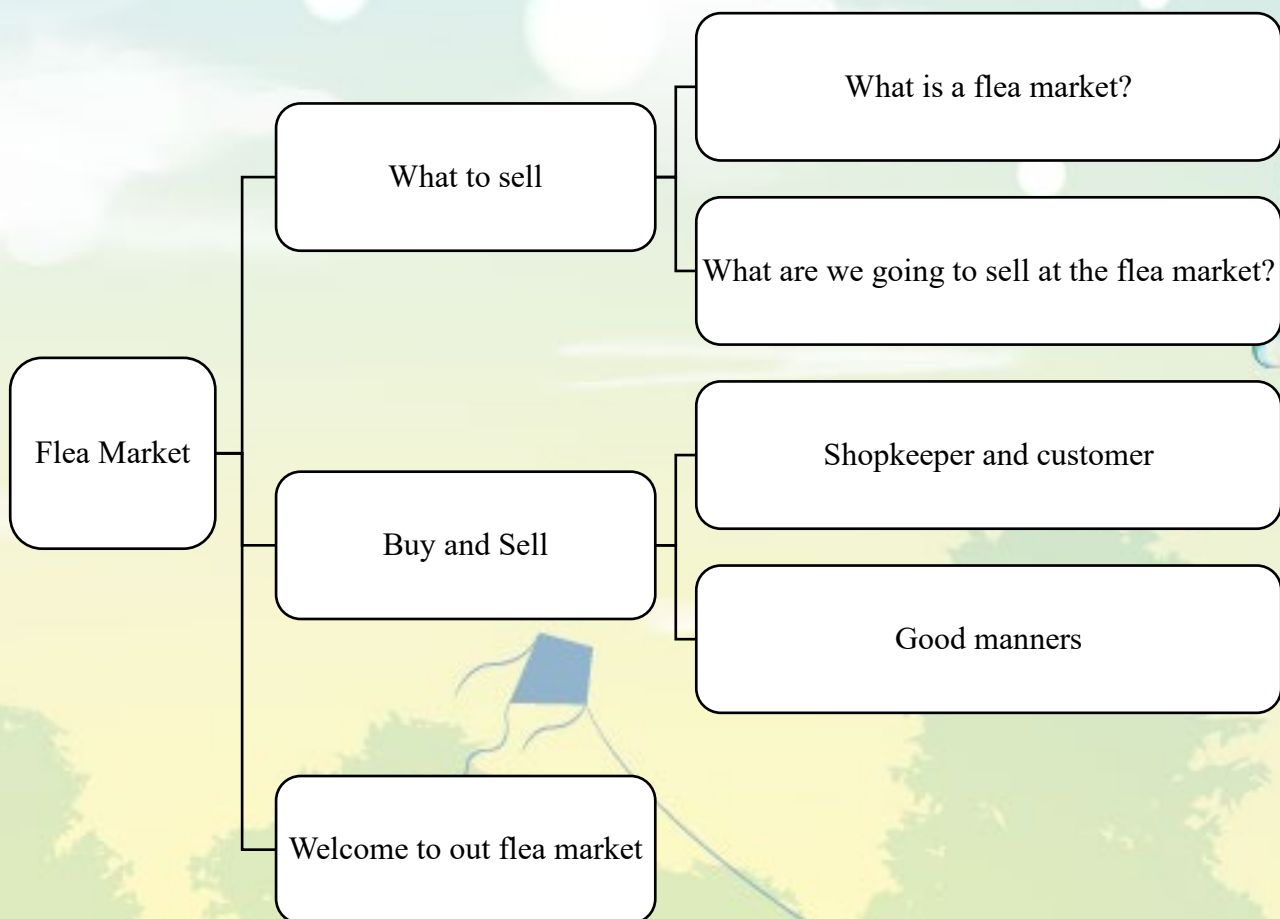 Flea Market
What to sell
What is a flea market?
What are we going to sell at the flea market?
Buy and Sell
Shopkeeper and customer
Good manners
Welcome to out flea market